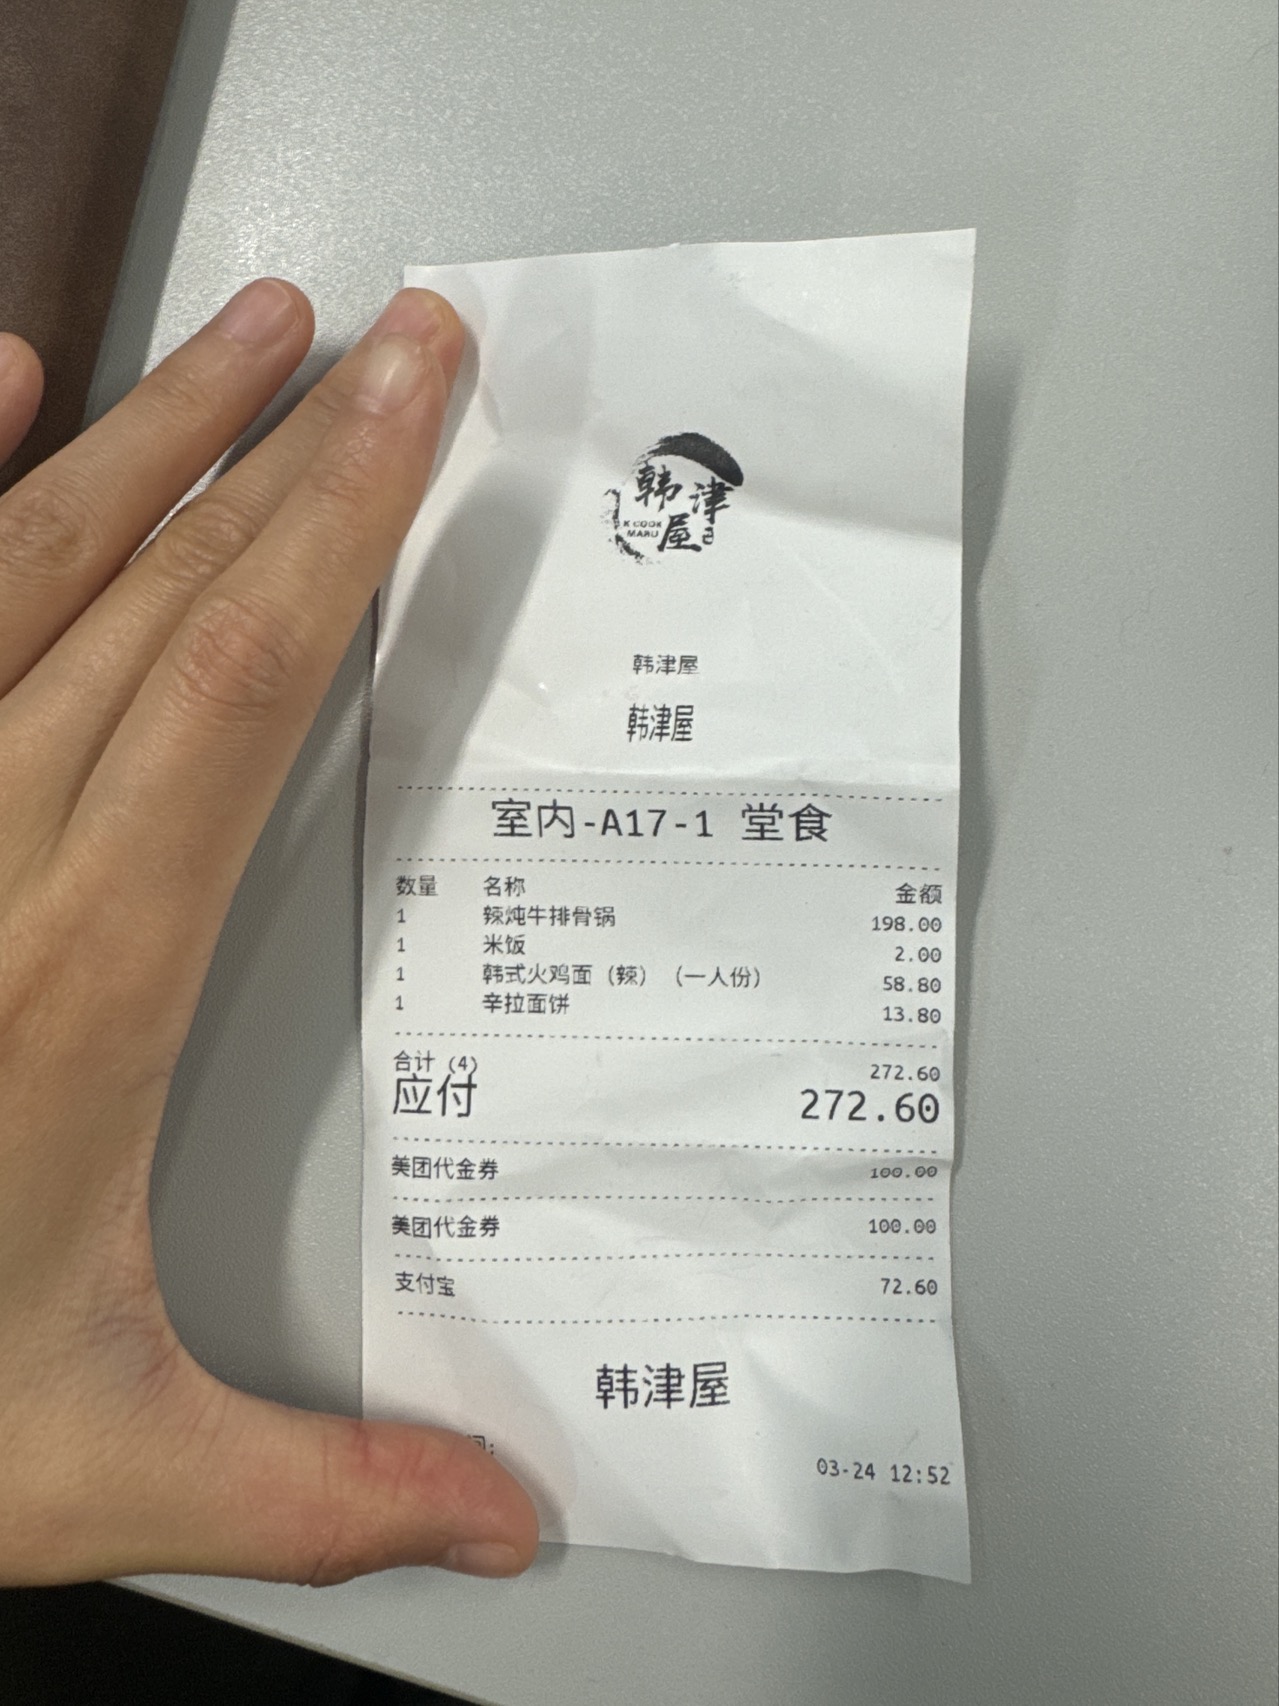 韩津屋
K COOK
MARU
韩津屋
韩津屋
室内-A17-1 堂食
数量 名称 金额
1 辣炖牛排骨锅 198.00
1 米饭 2.00
1 韩式火鸡面（辣）（一人份） 58.80
1 辛拉面饼 13.80
合计 (4) 272.60
应付 272.60
美团代金券 100.00
美团代金券 100.00
支付宝 72.60
韩津屋
间: 03-24 12:52